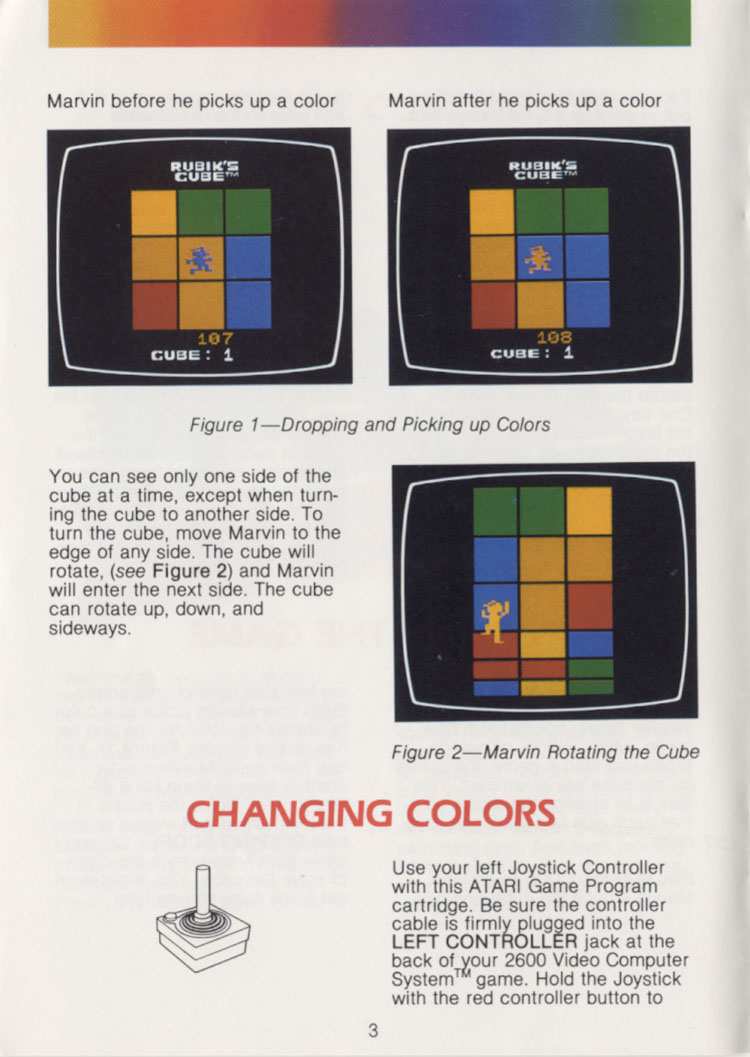 Marvin before he picks up a color
Marvin after he picks up a color
RUBIK'S
CUBE™
107
CUBE: 1
RUBIK'S
CUBE™
108
CUBE: 1
Figure 1—Dropping and Picking up Colors
You can see only one side of the
cube at a time, except when turn-
ing the cube to another side. To
turn the cube, move Marvin to the
edge of any side. The cube will
rotate, (see Figure 2) and Marvin
will enter the next side. The cube
can rotate up, down, and
sideways.
Figure 2—Marvin Rotating the Cube
CHANGING COLORS
Use your left Joystick Controller
with this ATARI Game Program
cartridge. Be sure the controller
cable is firmly plugged into the
LEFT CONTROLLER jack at the
back of your 2600 Video Computer
System™ game. Hold the Joystick
with the red controller button to
3